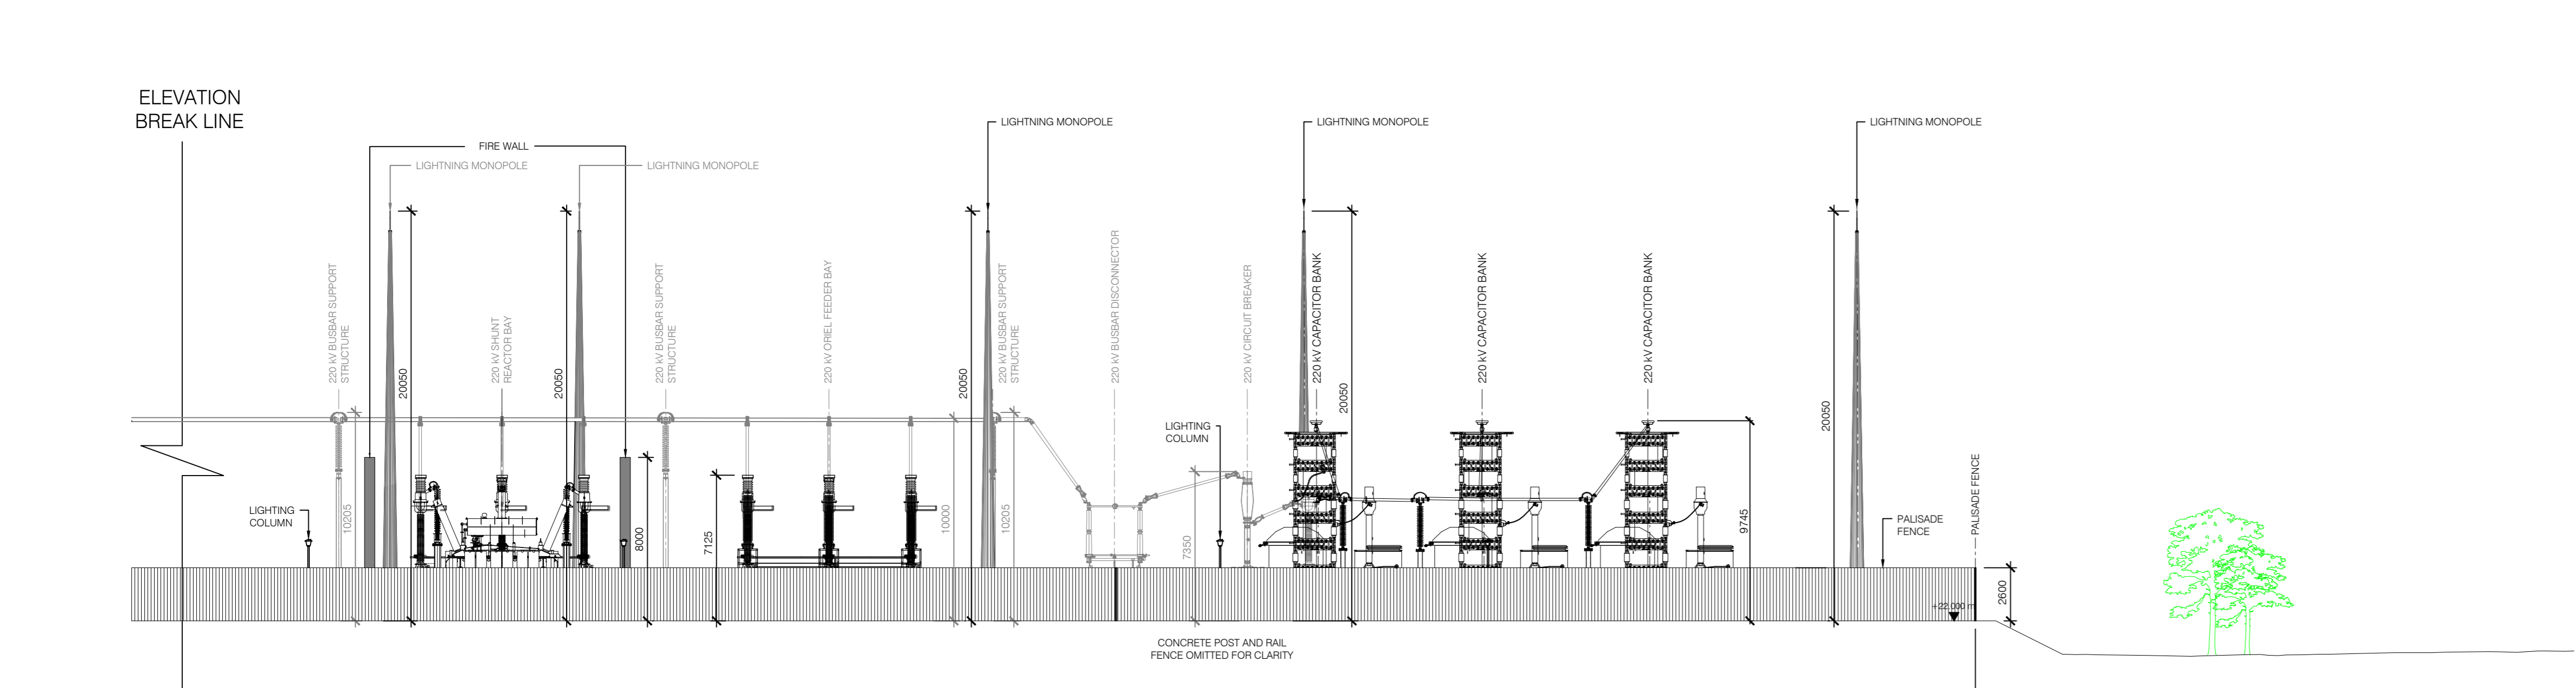 ELEVATION
BREAK LINE
FIRE WALL
LIGHTNING MONOPOLE
LIGHTNING MONOPOLE
LIGHTNING MONOPOLE
LIGHTNING MONOPOLE
LIGHTNING MONOPOLE
220 kV BUSBAR SUPPORT
STRUCTURE
20050
220 kV SHUNT
REACTOR BAY
20050
220 kV BUSBAR SUPPORT
STRUCTURE
220 kV ORIEL FEEDER BAY
20050
220 kV BUSBAR SUPPORT
STRUCTURE
220 kV BUSBAR DISCONNECTOR
220 kV CIRCUIT BREAKER
220 kV CAPACITOR BANK
20050
220 kV CAPACITOR BANK
220 kV CAPACITOR BANK
20050
LIGHTING
COLUMN
10205
8000
7125
10000
10205
LIGHTING
COLUMN
7350
9745
PALISADE
FENCE
PALISADE FENCE
+22,000 m
2600
CONCRETE POST AND RAIL
FENCE OMITTED FOR CLARITY